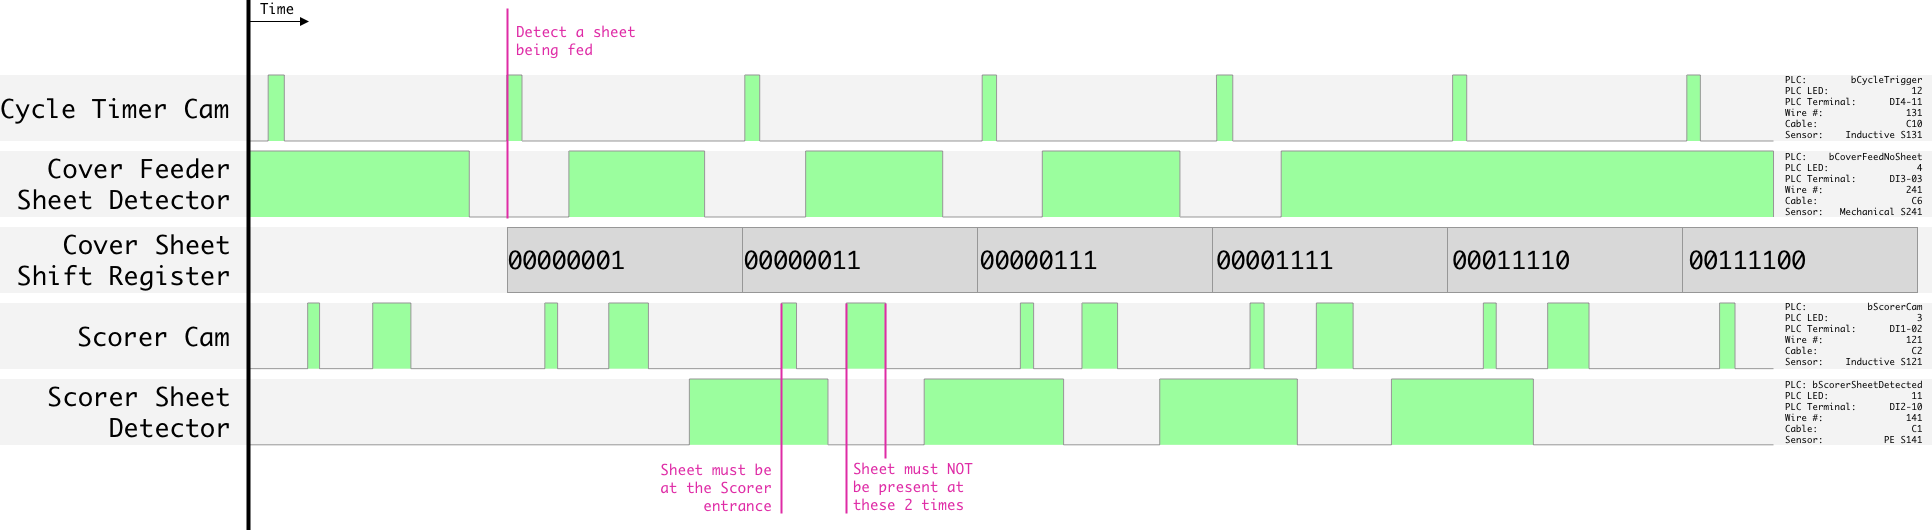 Time
Detect a sheet
being fed
Cycle Timer Cam
PLC: bCycleTrigger
PLC LED: 12
PLC Terminal: DI4-11
Wire #: 131
Cable: C10
Sensor: Inductive S131
Cover Feeder
Sheet Detector
PLC: bCoverFeedNoSheet
PLC LED: 4
PLC Terminal: DI3-03
Wire #: 241
Cable: C6
Sensor: Mechanical S241
Cover Sheet
Shift Register
00000001 00000011 00000111 00001111 00011110 00111100
Scorer Cam
PLC: bScorerCam
PLC LED: 3
PLC Terminal: DI1-02
Wire #: 121
Cable: C2
Sensor: Inductive S121
Scorer Sheet
Detector
PLC: bScorerSheetDetected
PLC LED: 11
PLC Terminal: DI2-10
Wire #: 141
Cable: C1
Sensor: PE S141
Sheet must be
at the Scorer
entrance
Sheet must NOT
be present at
these 2 times